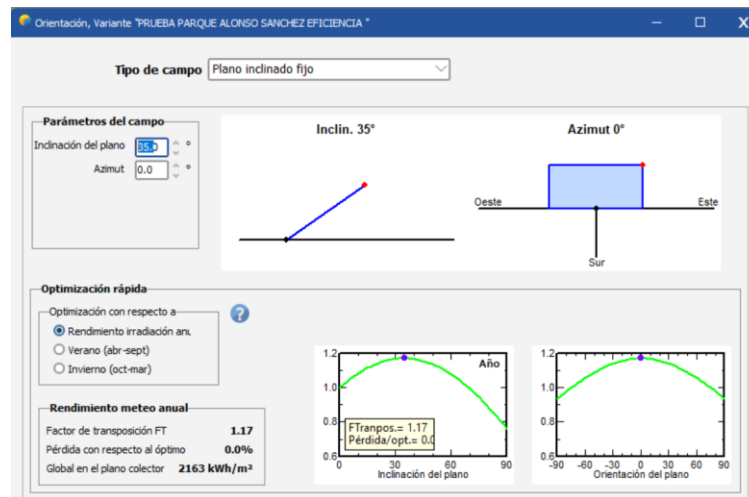 Orientación, Variante "PRUEBA PARQUE ALONSO SANCHEZ EFICIENCIA "
Tipo de campo Plano inclinado fijo
Parámetros del campo
Inclinación del plano 35.0 °
Azimut 0.0 °
Inclin. 35°
Azimut 0°
Oeste
Este
Sur
Optimización rápida
Optimización con respecto a
Rendimiento irradiación anu.
Verano (abr-sept)
Invierno (oct-mar)
?
Rendimiento meteo anual
Factor de transposición FT 1.17
Pérdida con respecto al óptimo 0.0%
Global en el plano colector 2163 kWh/m²
1.2
1.0
0.8
0.6
Año
FTranpos.= 1.17
Pérdida/opt.= 0.0
0 30 60 90
Inclinación del plano
1.2
1.0
0.8
0.6
-90 -60 -30 0 30 60 90
Orientación del plano